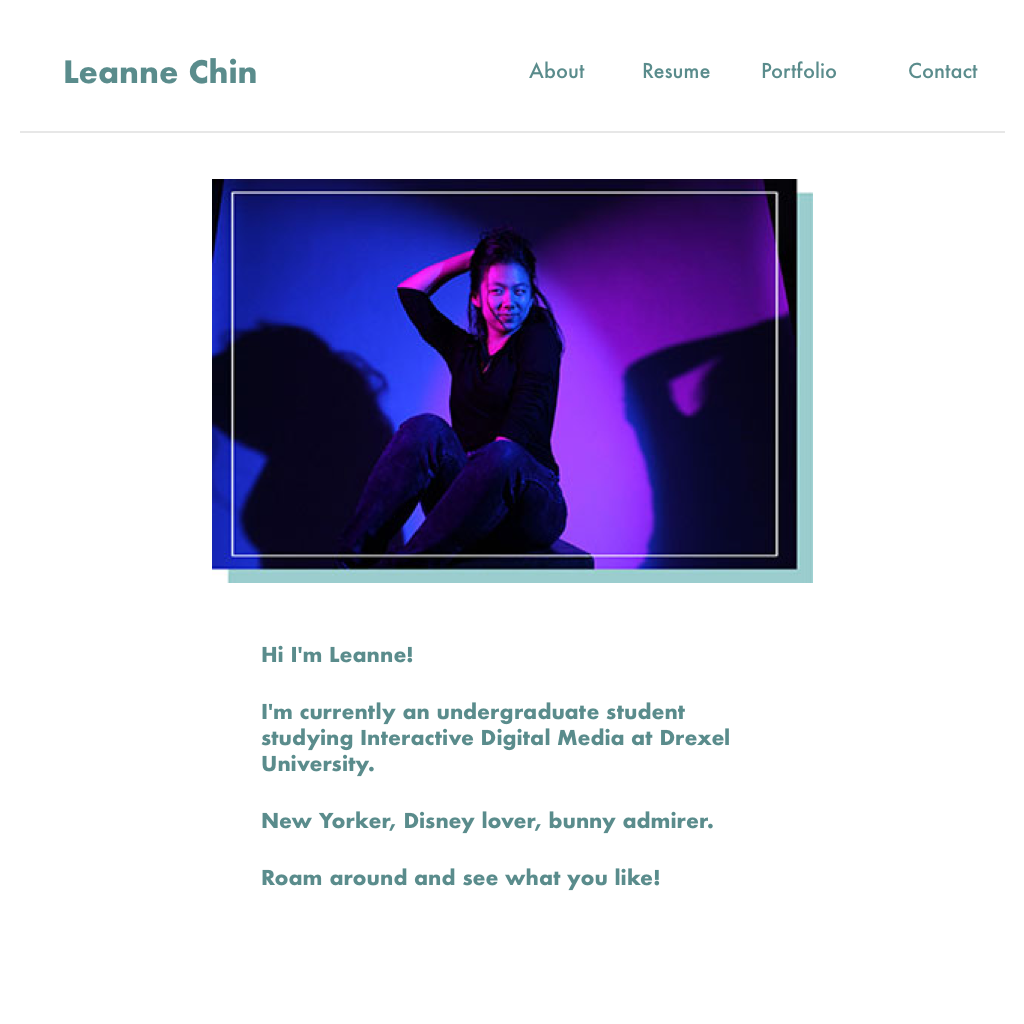 Leanne Chin
About Resume Portfolio Contact
Hi I'm Leanne!
I'm currently an undergraduate student
studying Interactive Digital Media at Drexel
University.
New Yorker, Disney lover, bunny admirer.
Roam around and see what you like!